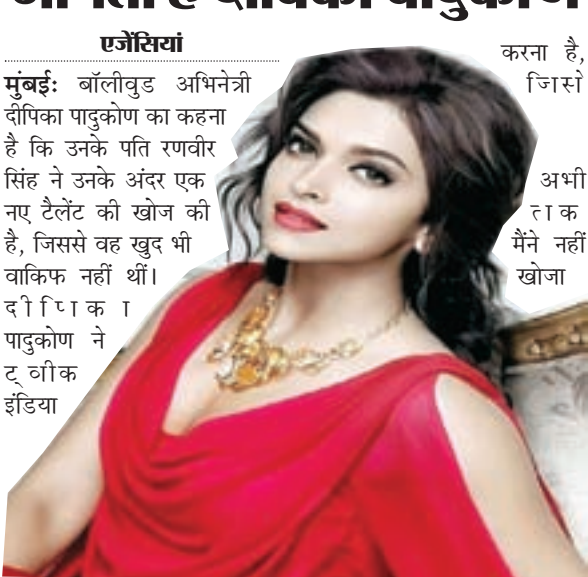 एजेंसियां
मुंबईः बॉलीवुड अभिनेत्री
दीपिका पादुकोण का कहना
है कि उनके पति रणवीर
सिंह ने उनके अंदर एक
नए टैलेंट की खोज की
है, जिससे वह खुद भी
वाकिफ नहीं थीं।
दीपिका
पादुकोण ने
ट्वीक
इंडिया
करना है,
जिसे
अभी
तक
मैंने नहीं
खोजा